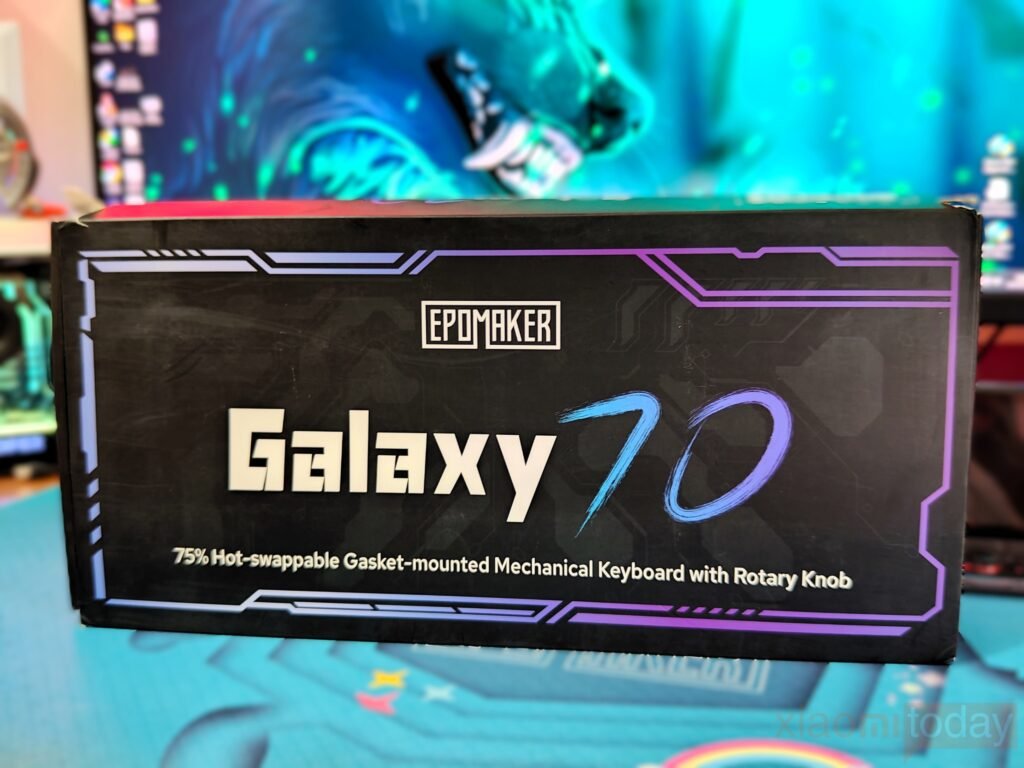 EPOMAKER
Galaxy 70
75% Hot-swappable Gasket-mounted Mechanical Keyboard with Rotary Knob
xiaomitoday